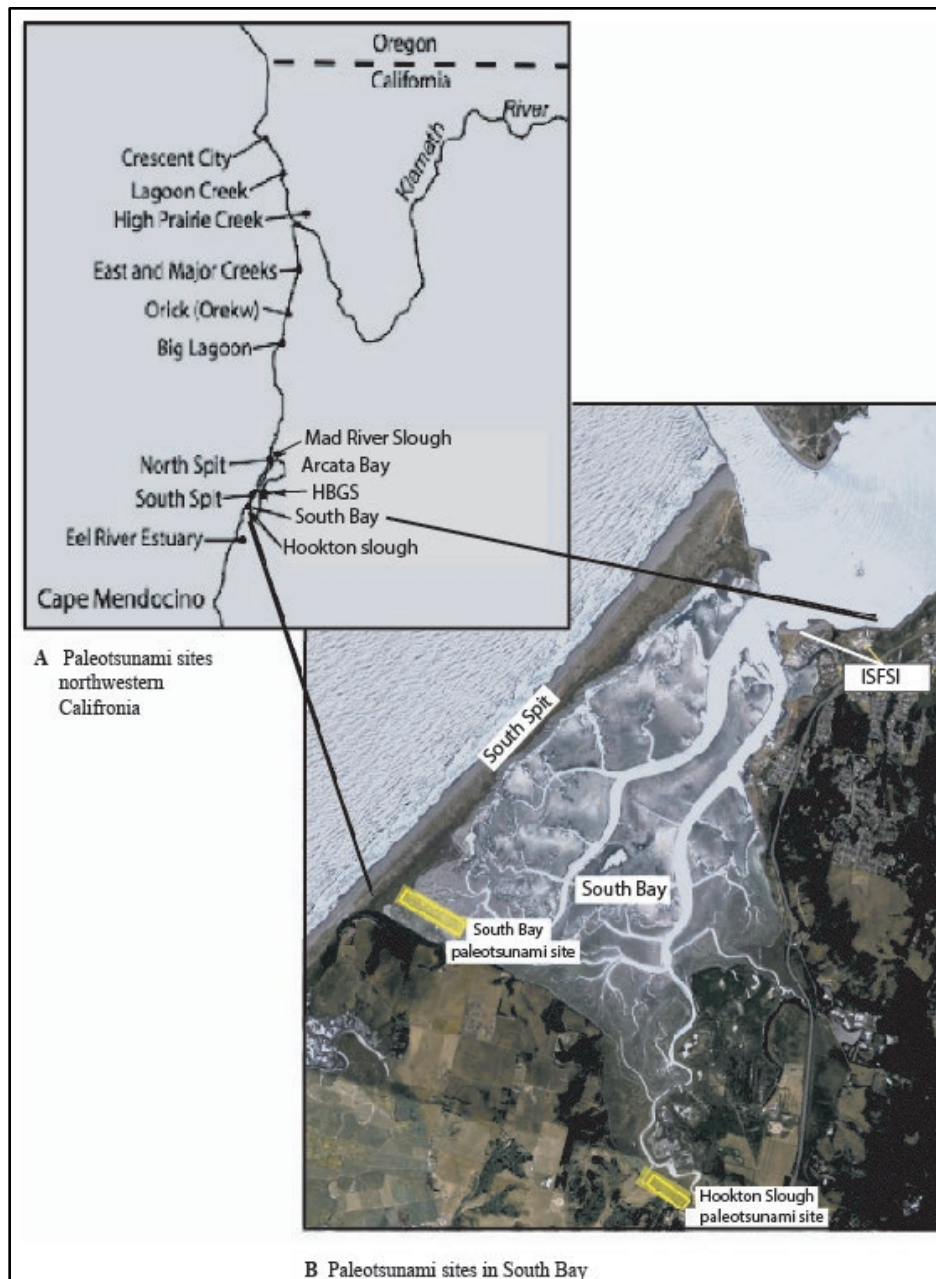 Oregon
California
River
Klamath
Crescent City
Lagoon Creek
High Prairie Creek
East and Major Creeks
Orick (Orekw)
Big Lagoon
North Spit
Mad River Slough
Arcata Bay
South Spit
HBGS
South Bay
Eel River Estuary
Hookton slough
Cape Mendocino
A Paleotsunami sites
northwestern
Califronia
ISFSI
South Spit
South Bay
South Bay
paleotsunami site
Hookton Slough
paleotsunami site
B Paleotsunami sites in South Bay